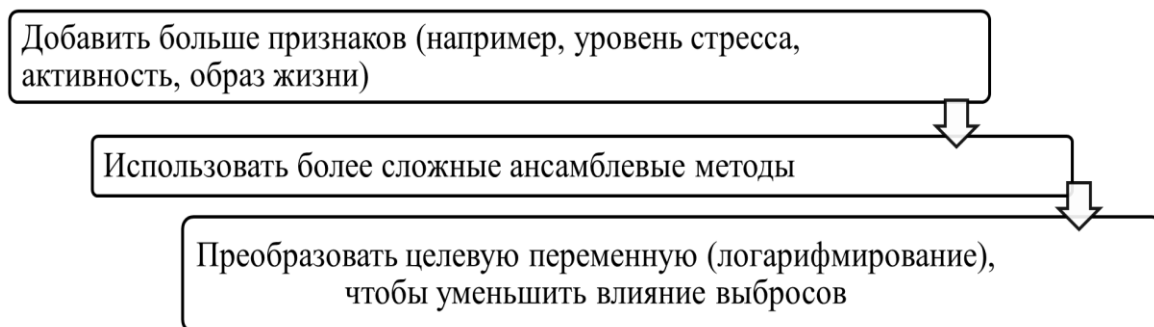 Добавить больше признаков (например, уровень стресса,
активность, образ жизни)
Использовать более сложные ансамблевые методы
Преобразовать целевую переменную (логарифмирование),
чтобы уменьшить влияние выбросов